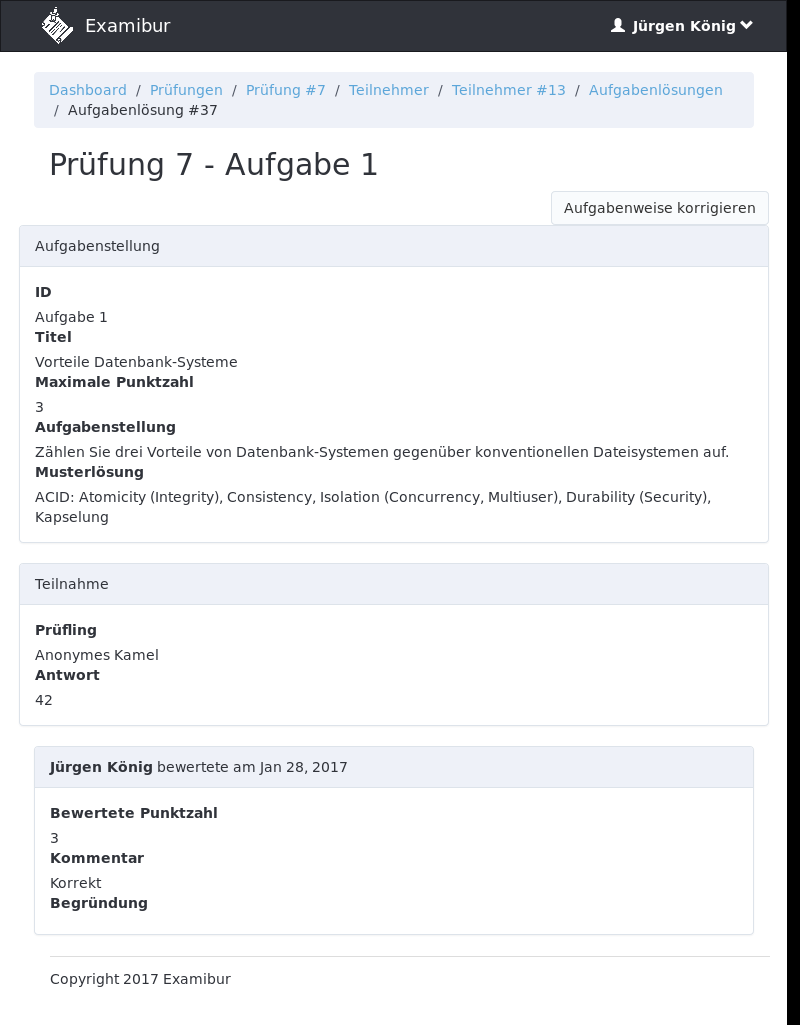 Examibur
Jürgen König
Dashboard / Prüfungen / Prüfung #7 / Teilnehmer / Teilnehmer #13 / Aufgabenlösungen
/ Aufgabenlösung #37
Prüfung 7 - Aufgabe 1
Aufgabenweise korrigieren
Aufgabenstellung
ID
Aufgabe 1
Titel
Vorteile Datenbank-Systeme
Maximale Punktzahl
3
Aufgabenstellung
Zählen Sie drei Vorteile von Datenbank-Systemen gegenüber konventionellen Dateisystemen auf.
Musterlösung
ACID: Atomicity (Integrity), Consistency, Isolation (Concurrency, Multiuser), Durability (Security),
Kapselung
Teilnahme
Prüfling
Anonymes Kamel
Antwort
42
Jürgen König bewertete am Jan 28, 2017
Bewertete Punktzahl
3
Kommentar
Korrekt
Begründung
Copyright 2017 Examibur